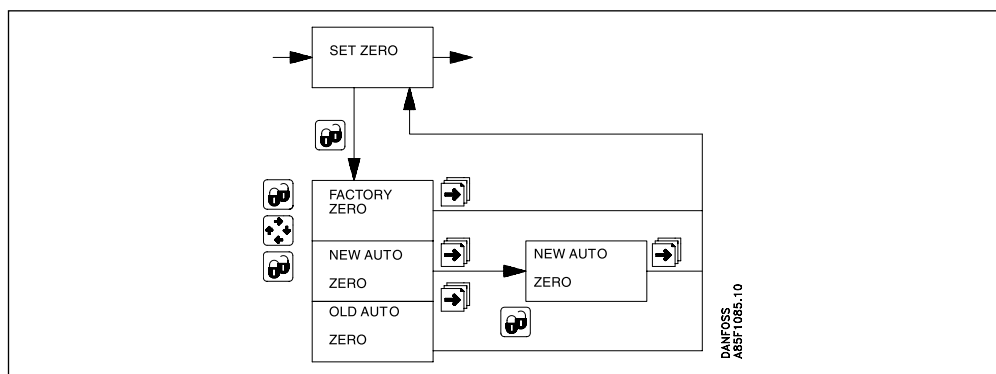 SET ZERO
FACTORY
ZERO
NEW AUTO
ZERO
OLD AUTO
ZERO
NEW AUTO
ZERO
DANFOSS
A85F1085.10